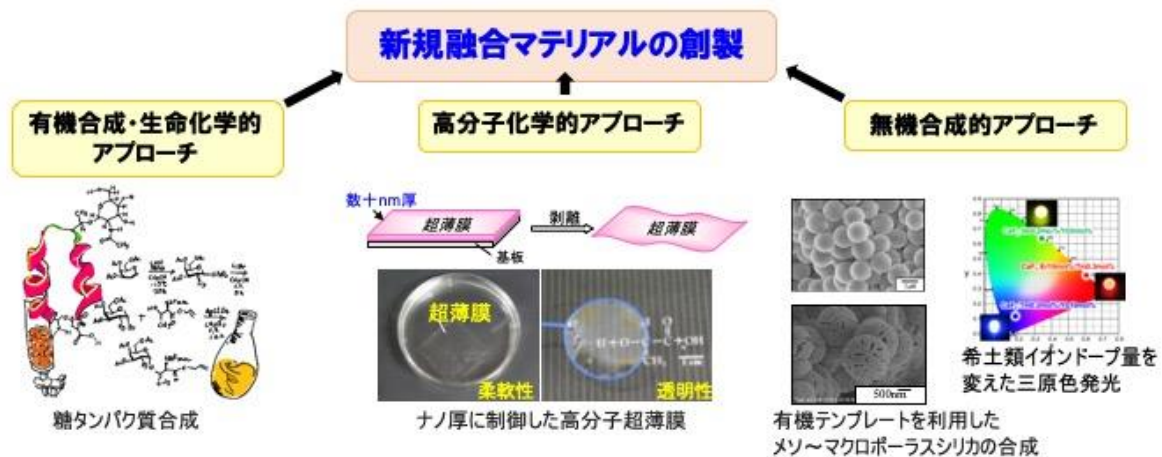 新規融合マテリアルの創製
有機合成・生命化学的
アプローチ
高分子化学的アプローチ
無機合成的アプローチ
数十nm厚
超薄膜
基板
剥離
超薄膜
超薄膜
柔軟性
透明性
500nm
糖タンパク質合成
ナノ厚に制御した高分子超薄膜
有機テンプレートを利用した
メソ～マクロポーラスシリカの合成
希土類イオンドープ量を
変えた三原色発光